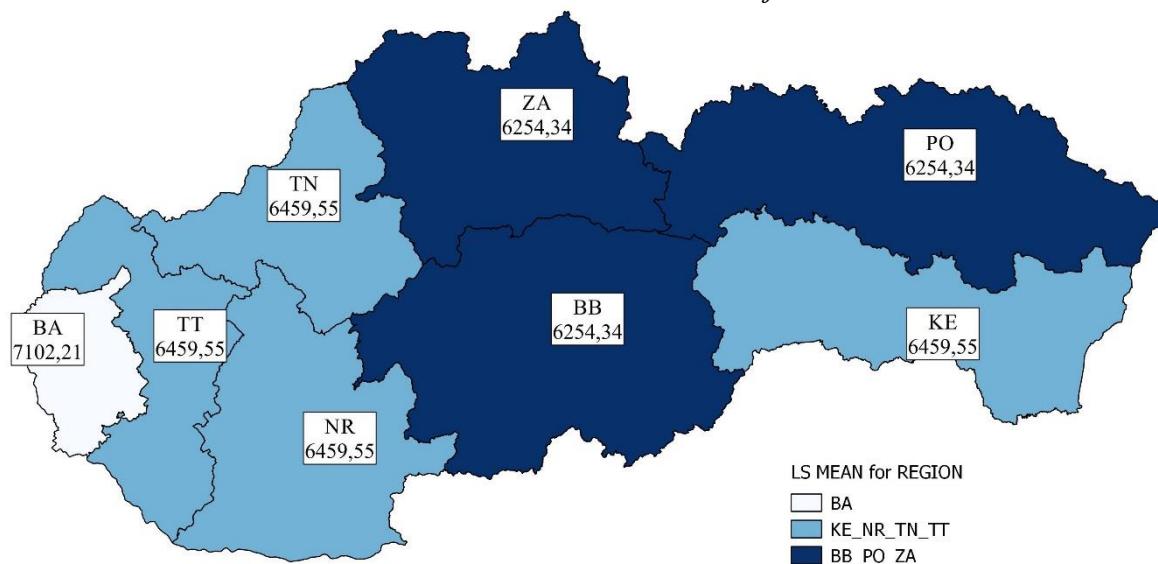 ZA
6254,34
PO
6254,34
TN
6459,55
BB
6254,34
BA
7102,21
TT
6459,55
KE
6459,55
NR
6459,55
LS MEAN for REGION
BA
KE_NR_TN_TT
BB_PO_ZA